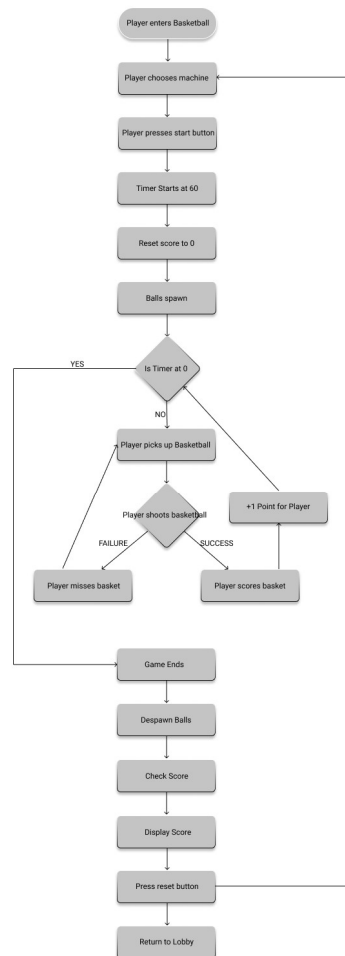 Player enters Basketball
Player chooses machine
Player presses start button
Timer Starts at 60
Reset score to 0
Balls spawn
YES
Is Timer at 0
NO
Player picks up Basketball
Player shoots basketball
+1 Point for Player
FAILURE
SUCCESS
Player misses basket
Player scores basket
Game Ends
Despawn Balls
Check Score
Display Score
Press reset button
Return to Lobby